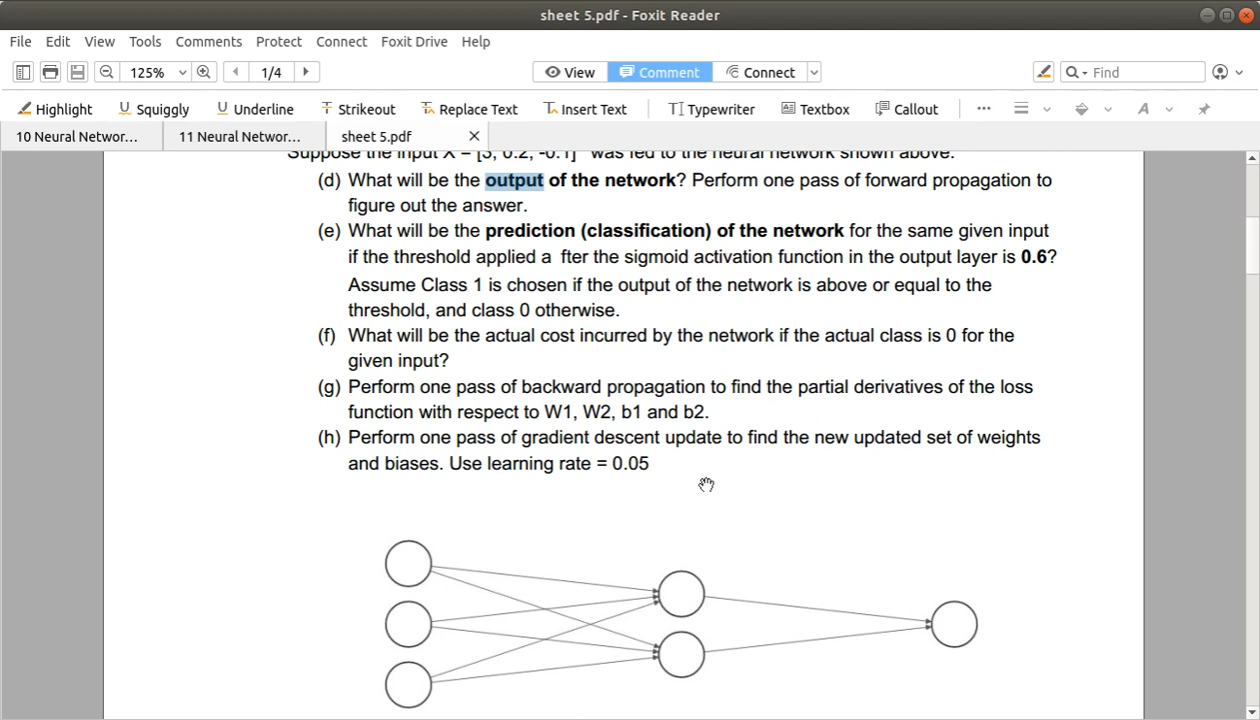 sheet 5.pdf - Foxit Reader
File Edit View Tools Comments Protect Connect Foxit Drive Help
125% 1/4 View Comment Connect Find
Highlight Squiggly Underline Strikeout Replace Text Insert Text Typewriter Textbox Callout ...
10 Neural Networ... 11 Neural Networ... sheet 5.pdf
Suppose the input X = [3, 0.2, -0.1] was fed to the neural network shown above.
(d) What will be the output of the network? Perform one pass of forward propagation to
figure out the answer.
(e) What will be the prediction (classification) of the network for the same given input
if the threshold applied a fter the sigmoid activation function in the output layer is 0.6?
Assume Class 1 is chosen if the output of the network is above or equal to the
threshold, and class 0 otherwise.
(f) What will be the actual cost incurred by the network if the actual class is 0 for the
given input?
(g) Perform one pass of backward propagation to find the partial derivatives of the loss
function with respect to W1, W2, b1 and b2.
(h) Perform one pass of gradient descent update to find the new updated set of weights
and biases. Use learning rate = 0.05